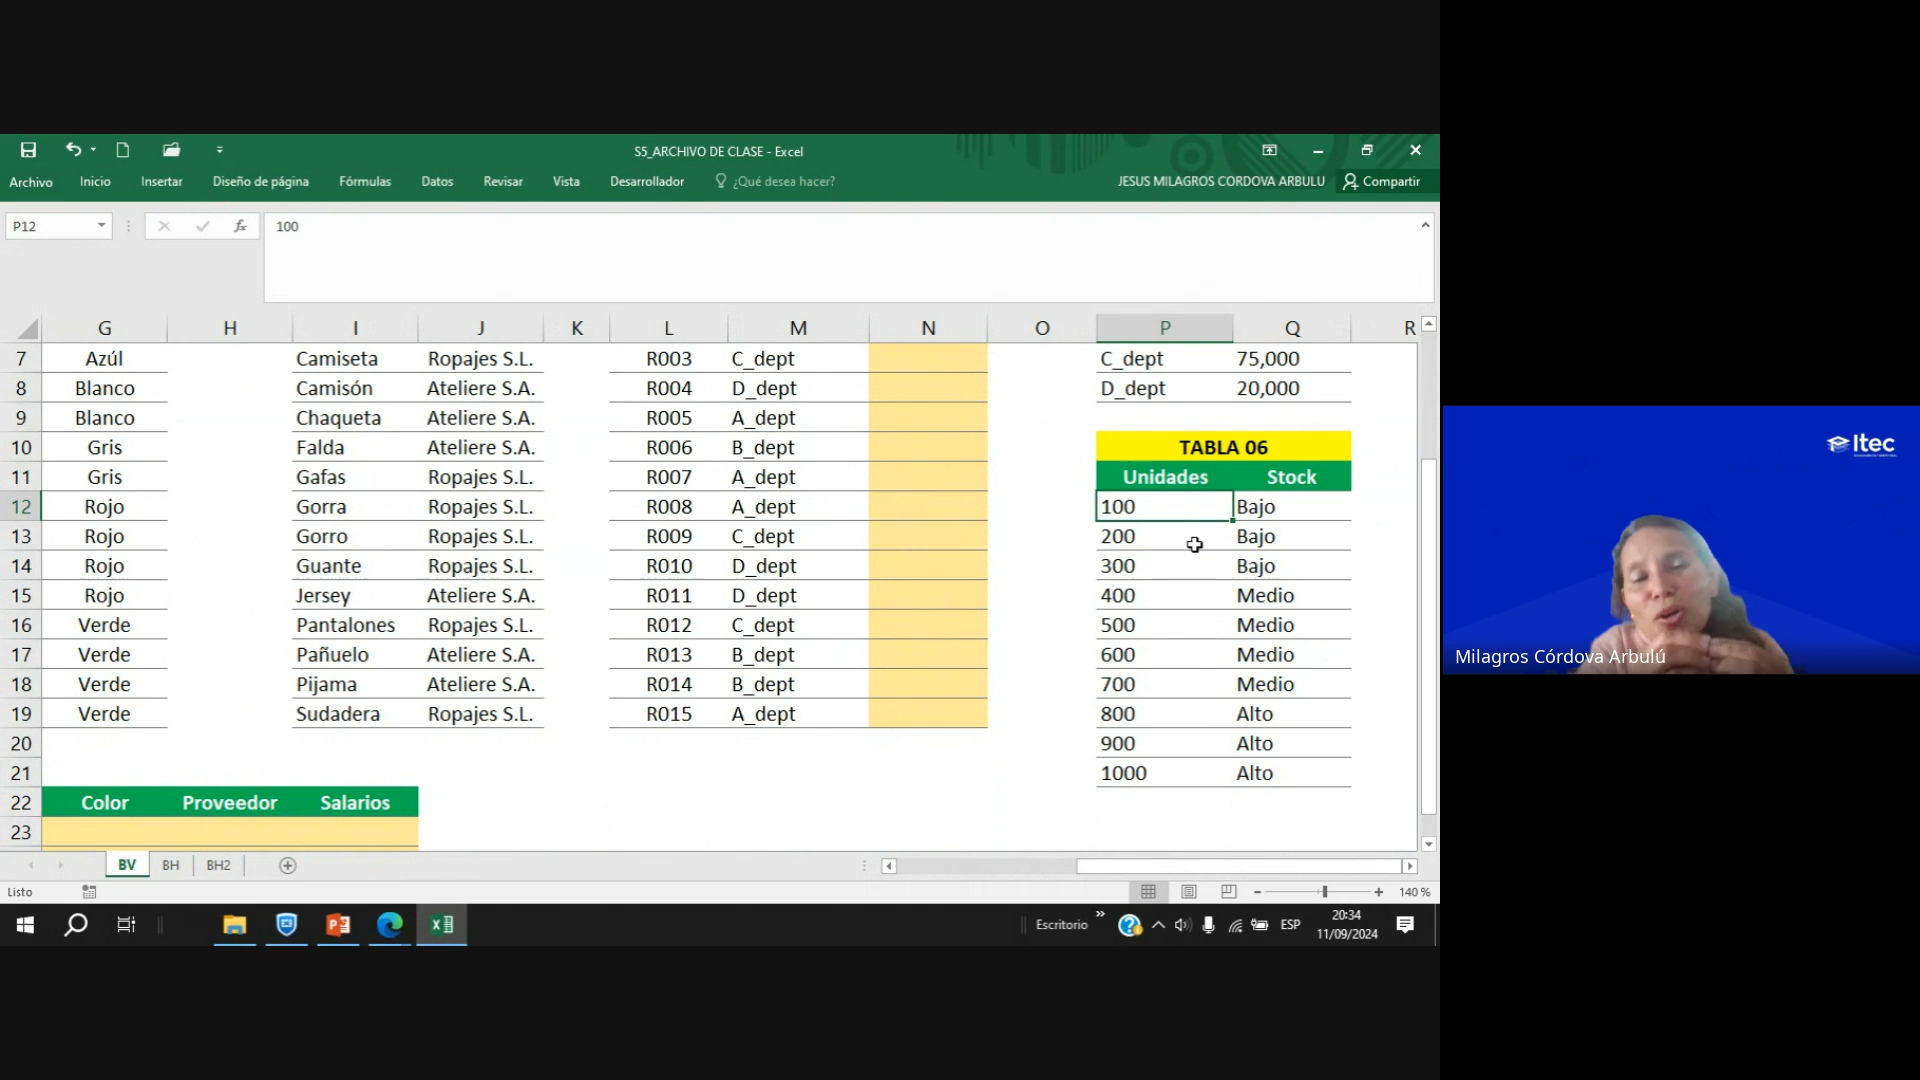 S5_ARCHIVO DE CLASE - Excel
Archivo Inicio Insertar Diseño de página Fórmulas Datos Revisar Vista Desarrollador ¿Qué desea hacer? JESUS MILAGROS CORDOVA ARBULU Compartir
P12 fx 100
G H I J K L M N O P Q R
7 Azúl Camiseta Ropajes S.L. R003 C_dept C_dept 75,000
8 Blanco Camisón Ateliere S.A. R004 D_dept D_dept 20,000
9 Blanco Chaqueta Ateliere S.A. R005 A_dept
10 Gris Falda Ateliere S.A. R006 B_dept TABLA 06
11 Gris Gafas Ropajes S.L. R007 A_dept Unidades Stock
12 Rojo Gorra Ropajes S.L. R008 A_dept 100 Bajo
13 Rojo Gorro Ropajes S.L. R009 C_dept 200 Bajo
14 Rojo Guante Ropajes S.L. R010 D_dept 300 Bajo
15 Rojo Jersey Ateliere S.A. R011 D_dept 400 Medio
16 Verde Pantalones Ropajes S.L. R012 C_dept 500 Medio
17 Verde Pañuelo Ateliere S.A. R013 B_dept 600 Medio
18 Verde Pijama Ateliere S.A. R014 B_dept 700 Medio
19 Verde Sudadera Ropajes S.L. R015 A_dept 800 Alto
20 900 Alto
21 1000 Alto
22 Color Proveedor Salarios
23
BV BH BH2
Listo 140 %
Escritorio ESP 20:34
11/09/2024
Itec
Milagros Córdova Arbulú